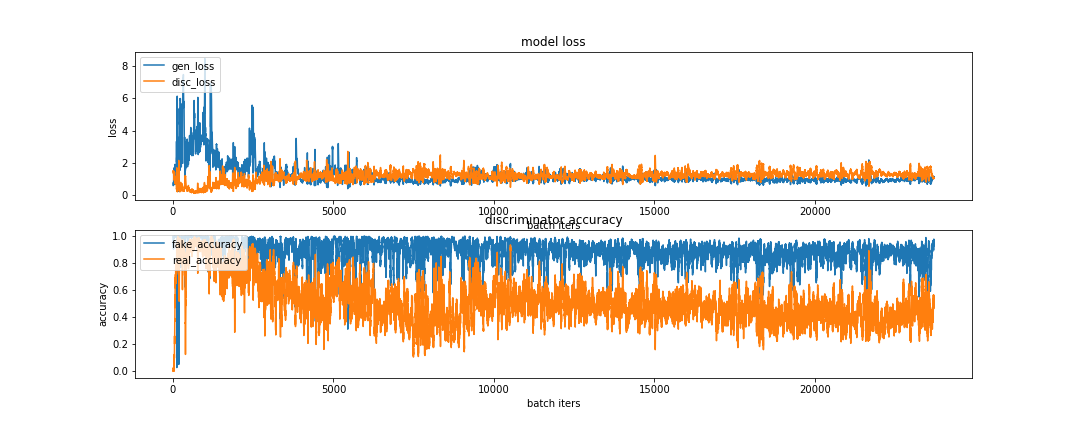 model loss
gen_loss
disc_loss
loss
8
6
4
2
0
0 5000 10000 15000 20000
batch iters
discriminator accuracy
fake_accuracy
real_accuracy
accuracy
1.0
0.8
0.6
0.4
0.2
0.0
0 5000 10000 15000 20000
batch iters